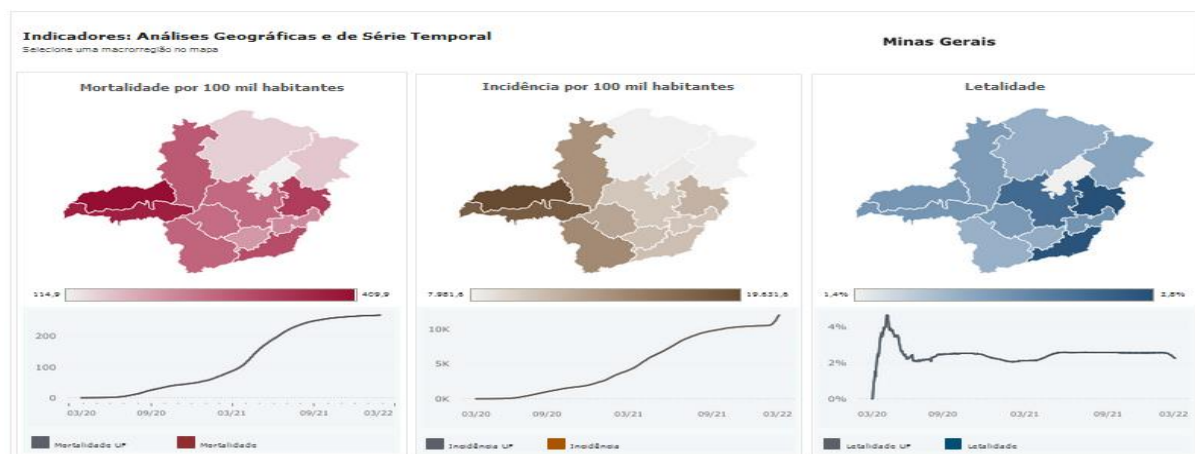 Indicadores: Análises Geográficas e de Série Temporal
Selecione uma macrorregião no mapa
Minas Gerais
Mortalidade por 100 mil habitantes
114,9
409,9
200
100
0
03/20 09/20 03/21 09/21 03/22
Mortalidade UF
Mortalidade
Incidência por 100 mil habitantes
7.981,6
19.631,6
10K
5K
0K
03/20 09/20 03/21 09/21 03/22
Incidência UF
Incidência
Letalidade
1,4%
2,8%
4%
2%
0%
03/20 09/20 03/21 09/21 03/22
Letalidade UF
Letalidade